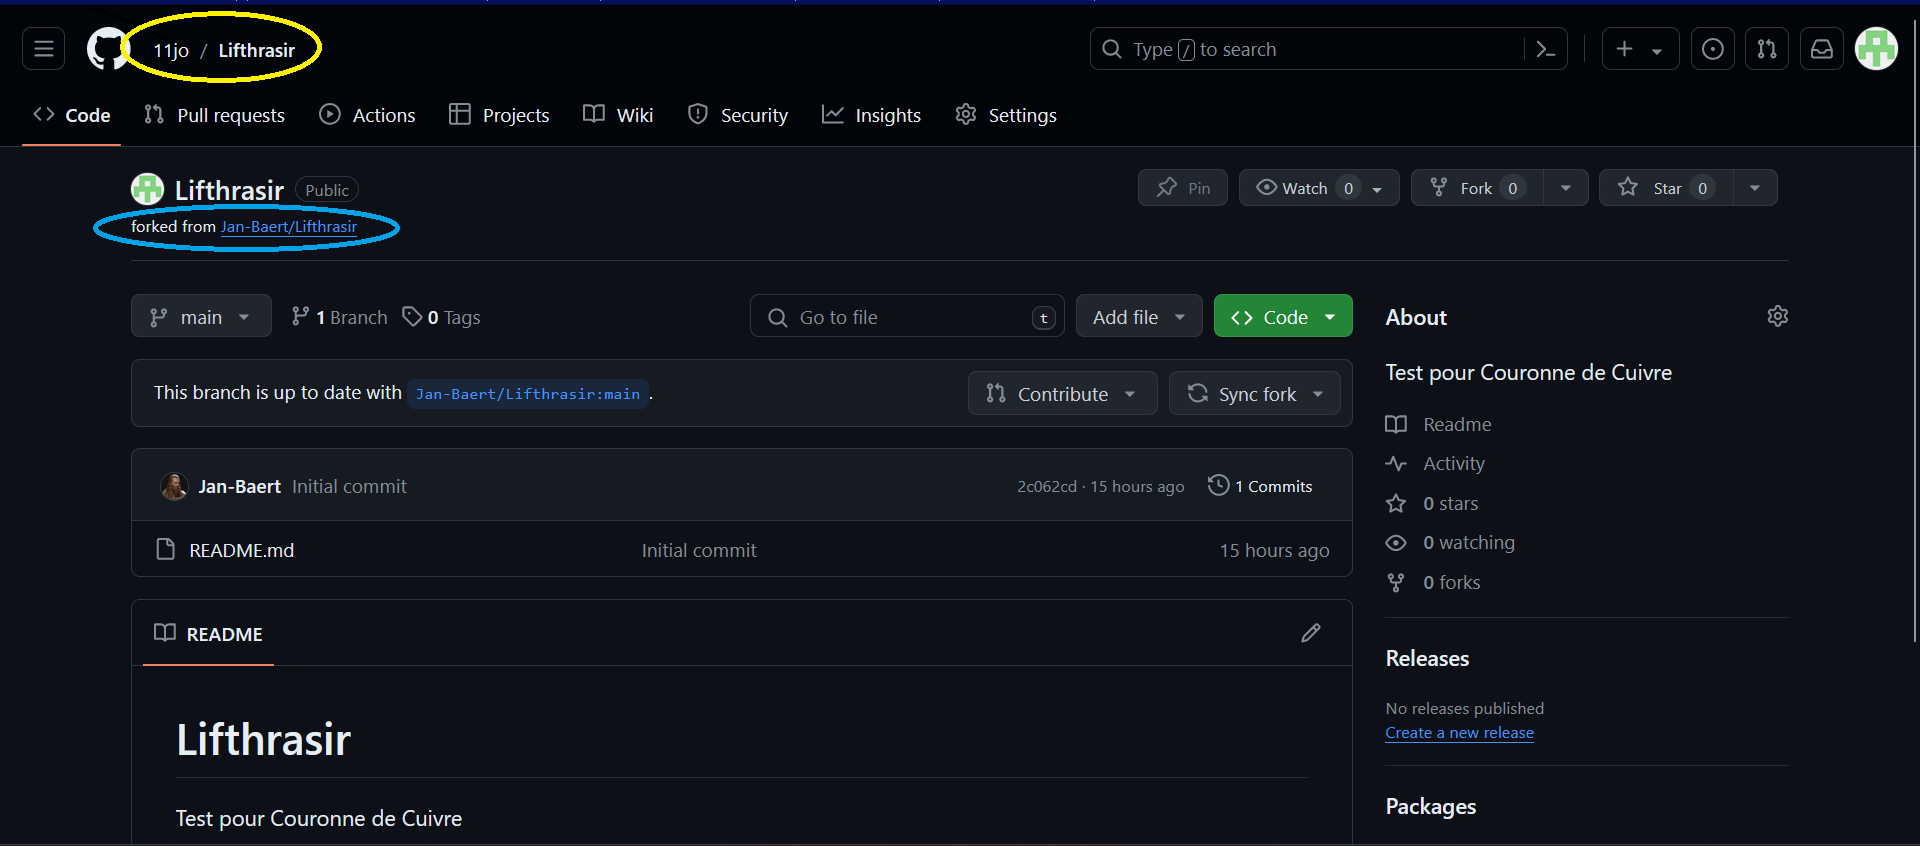 11jo / Lifthrasir
Type / to search
Code Pull requests Actions Projects Wiki Security Insights Settings
Lifthrasir Public
Pin Watch 0 Fork 0 Star 0
forked from Jan-Baert/Lifthrasir
main 1 Branch 0 Tags Go to file t Add file Code
About
Test pour Couronne de Cuivre
This branch is up to date with Jan-Baert/Lifthrasir:main. Contribute Sync fork
Readme
Activity
Jan-Baert Initial commit 2c062cd · 15 hours ago 1 Commits
0 stars
README.md Initial commit 15 hours ago
0 watching
0 forks
README
Releases
No releases published
Create a new release
Lifthrasir
Packages
Test pour Couronne de Cuivre